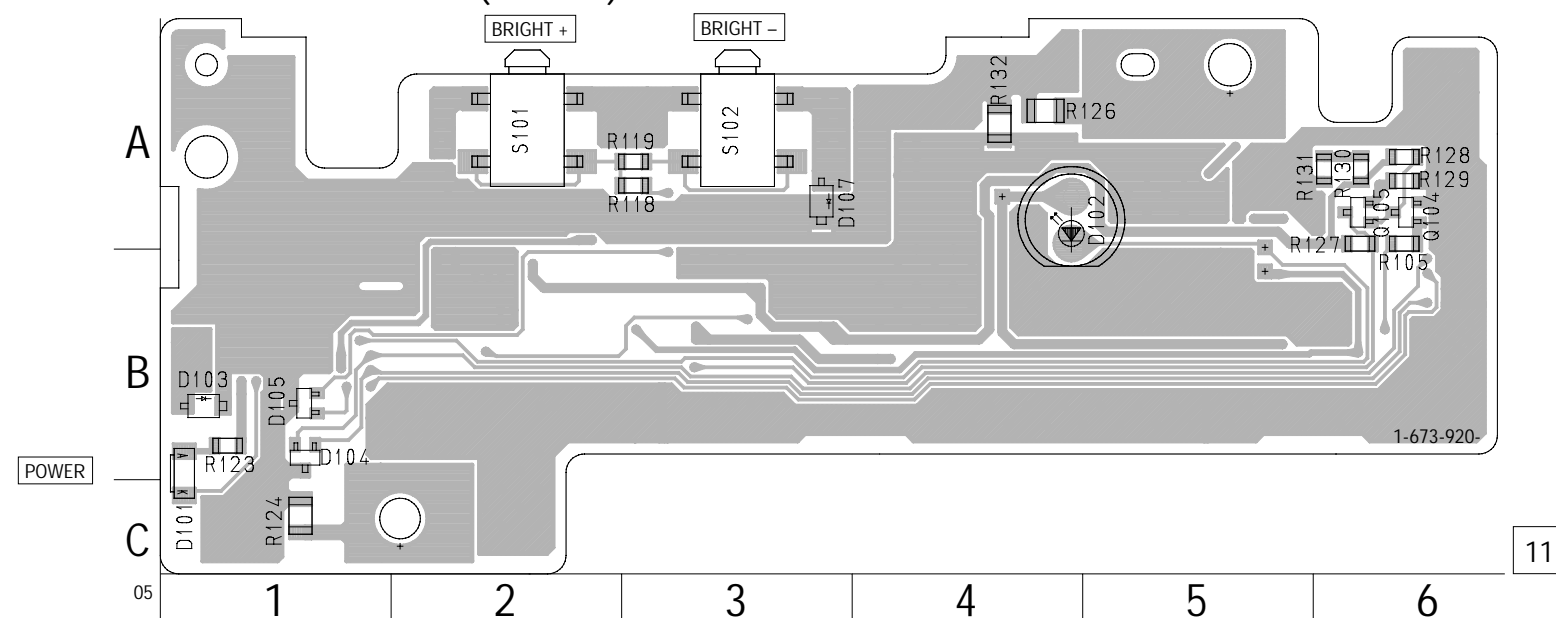 BRIGHT +
BRIGHT –
A
S101
S102
R119
R118
D107
R132
R126
D102
R131
R130
R128
R129
Q105
Q104
R127
R105
B
D103
D105
R123
D104
1-673-920-
POWER
A
K
D101
R124
C
11
05
1
2
3
4
5
6